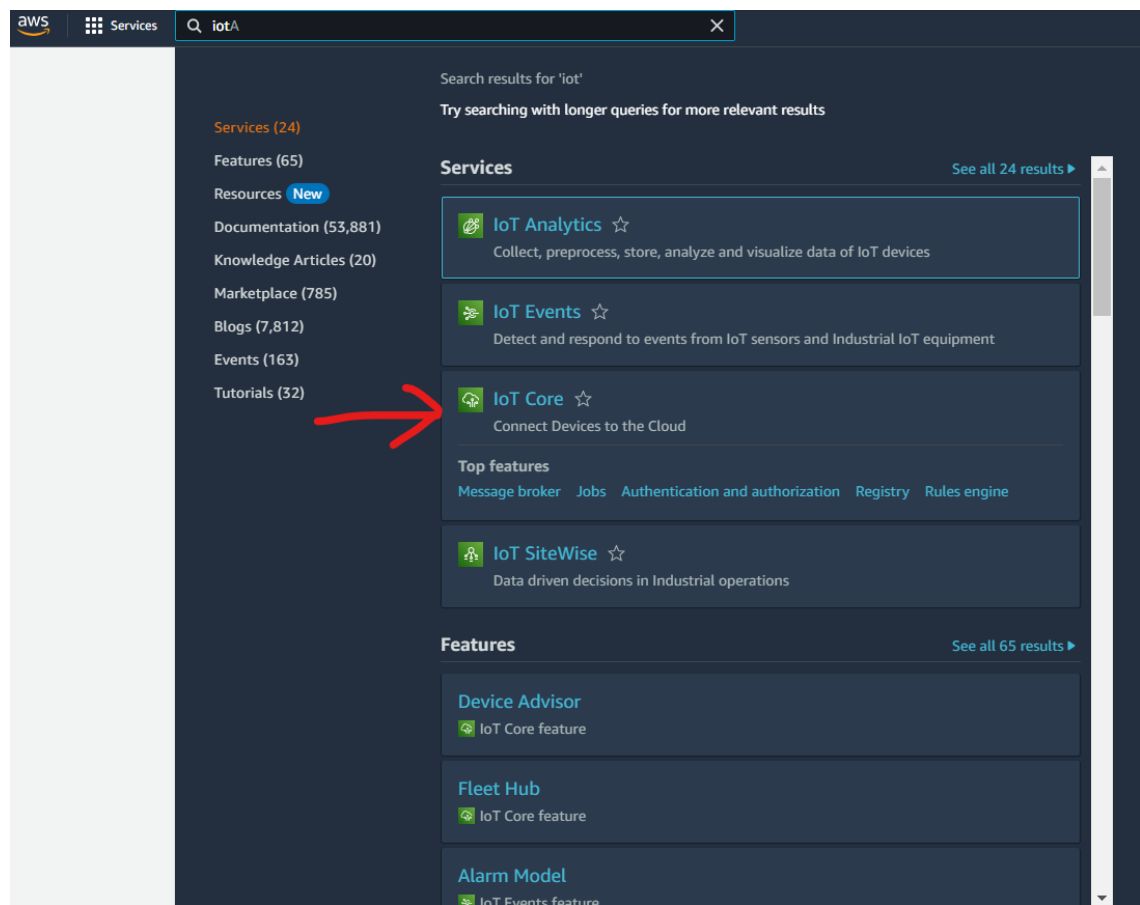 aws
Services
iotA
Search results for 'iot'
Try searching with longer queries for more relevant results
Services (24)
Features (65)
Resources New
Documentation (53,881)
Knowledge Articles (20)
Marketplace (785)
Blogs (7,812)
Events (163)
Tutorials (32)
Services
See all 24 results
IoT Analytics
Collect, preprocess, store, analyze and visualize data of IoT devices
IoT Events
Detect and respond to events from IoT sensors and Industrial IoT equipment
IoT Core
Connect Devices to the Cloud
Top features
Message broker Jobs Authentication and authorization Registry Rules engine
IoT SiteWise
Data driven decisions in Industrial operations
Features
See all 65 results
Device Advisor
IoT Core feature
Fleet Hub
IoT Core feature
Alarm Model
IoT Events feature